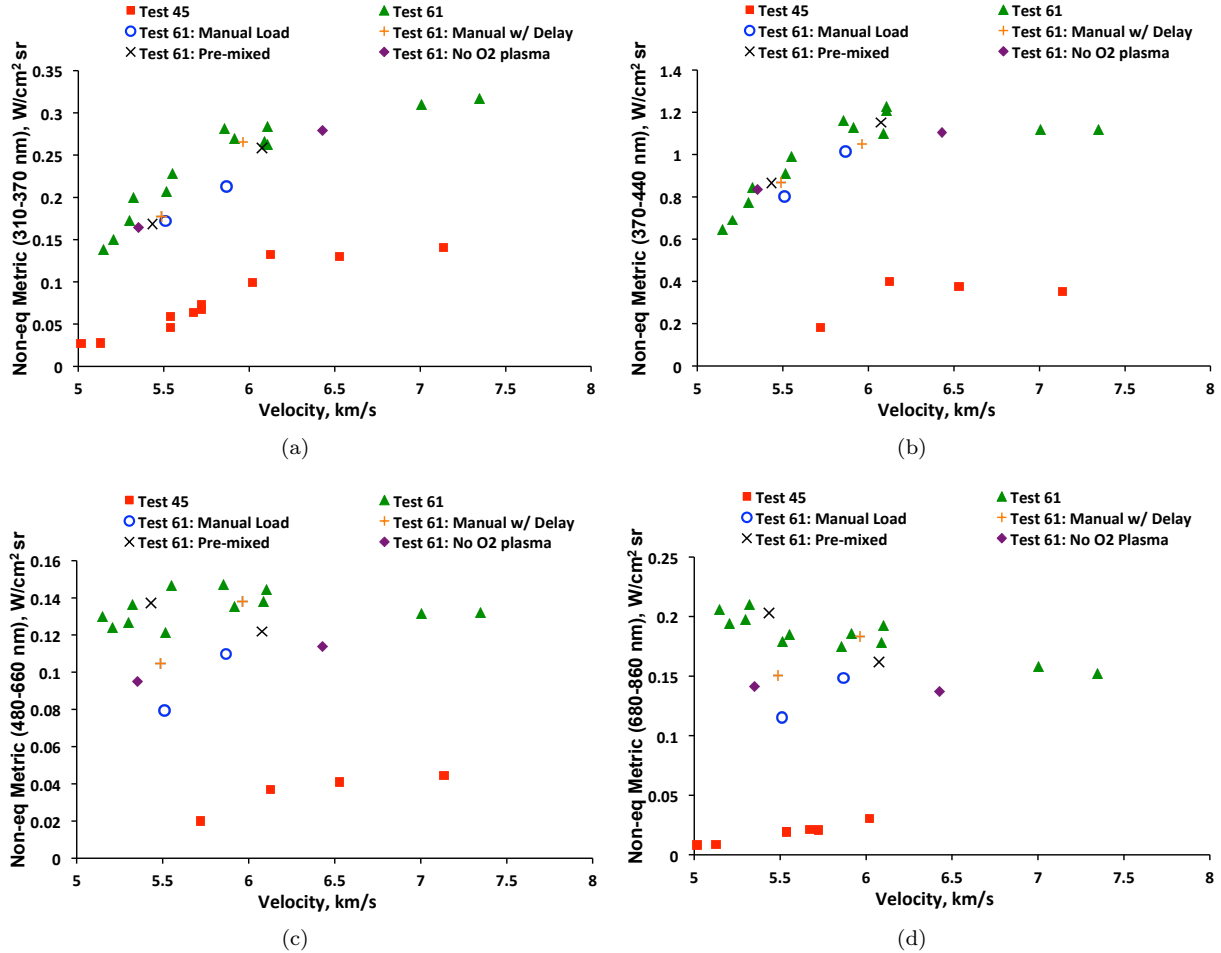 Test 45
Test 61
Test 61: Manual Load
Test 61: Manual w/ Delay
Test 61: Pre-mixed
Test 61: No O2 plasma
Non-eq Metric (310-370 nm), W/cm² sr
0.35
0.3
0.25
0.2
0.15
0.1
0.05
0
5 5.5 6 6.5 7 7.5 8
Velocity, km/s
(a)
Test 45
Test 61
Test 61: Manual Load
Test 61: Manual w/ Delay
Test 61: Pre-mixed
Test 61: No O2 plasma
Non-eq Metric (370-440 nm), W/cm² sr
1.4
1.2
1
0.8
0.6
0.4
0.2
0
5 5.5 6 6.5 7 7.5 8
Velocity, km/s
(b)
Test 45
Test 61
Test 61: Manual Load
Test 61: Manual w/ Delay
Test 61: Pre-mixed
Test 61: No O2 plasma
Non-eq Metric (480-660 nm), W/cm² sr
0.16
0.14
0.12
0.1
0.08
0.06
0.04
0.02
0
5 5.5 6 6.5 7 7.5 8
Velocity, km/s
(c)
Test 45
Test 61
Test 61: Manual Load
Test 61: Manual w/ Delay
Test 61: Pre-mixed
Test 61: No O2 Plasma
Non-eq Metric (680-860 nm), W/cm² sr
0.25
0.2
0.15
0.1
0.05
0
5 5.5 6 6.5 7 7.5 8
Velocity, km/s
(d)